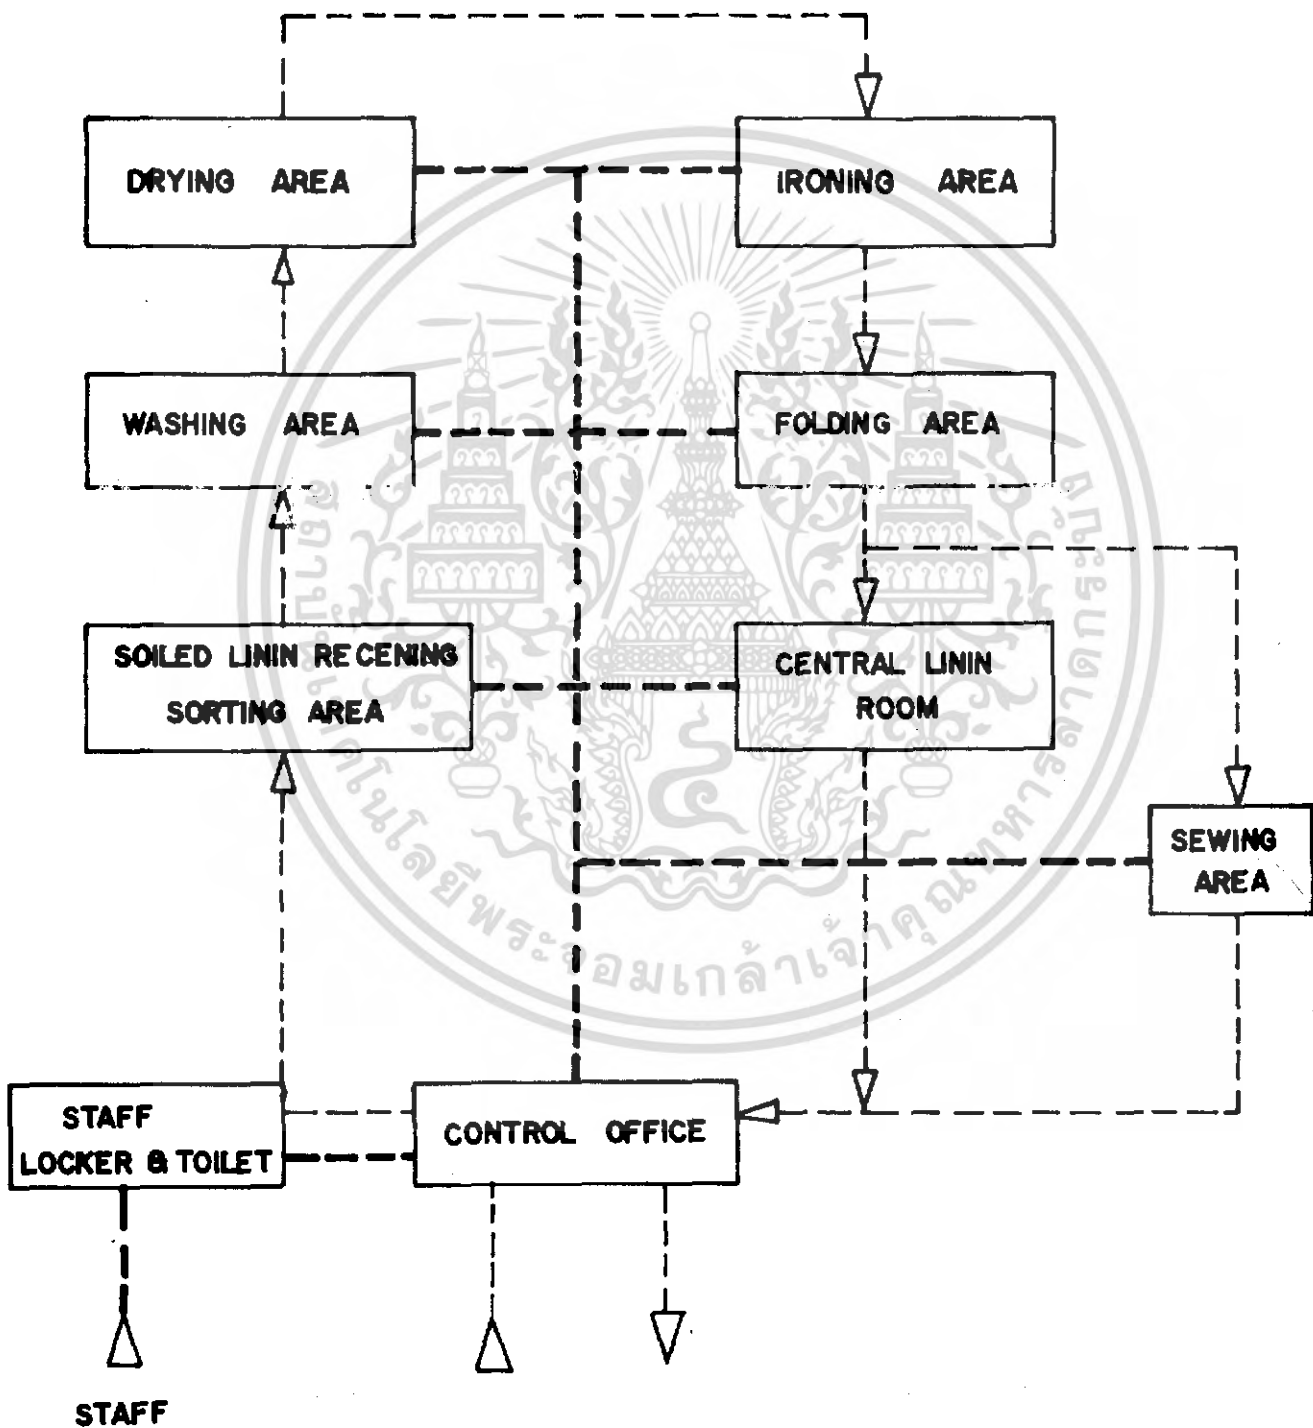 DRYING AREA
IRONING AREA
WASHING AREA
FOLDING AREA
SOILED LININ RECENING
SORTING AREA
CENTRAL LININ
ROOM
SEWING
AREA
STAFF
LOCKER & TOILET
CONTROL OFFICE
STAFF